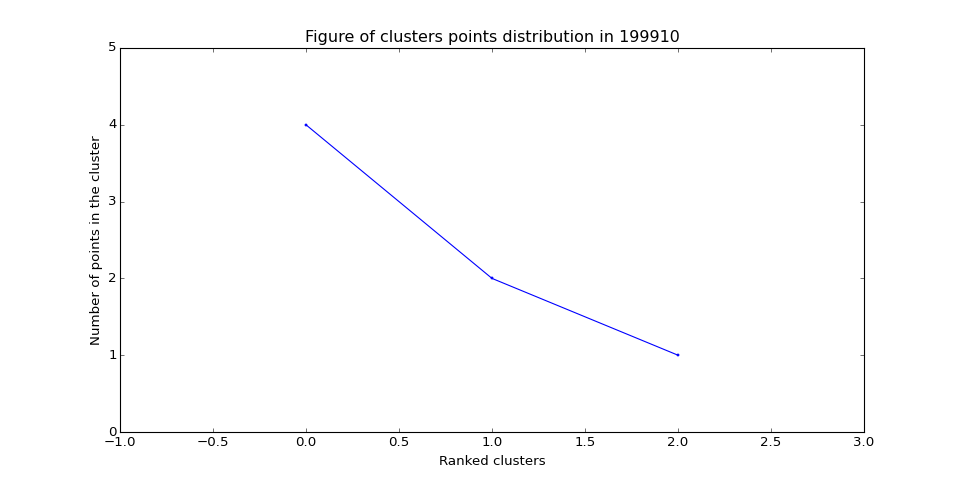 Figure of clusters points distribution in 199910
5
4
3
2
1
0
Number of points in the cluster
−1.0 −0.5 0.0 0.5 1.0 1.5 2.0 2.5 3.0
Ranked clusters